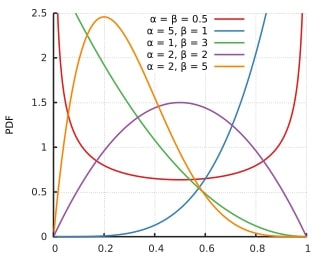 2.5
2
1.5
1
0.5
0
PDF
α = β = 0.5
α = 5, β = 1
α = 1, β = 3
α = 2, β = 2
α = 2, β = 5
0 0.2 0.4 0.6 0.8 1